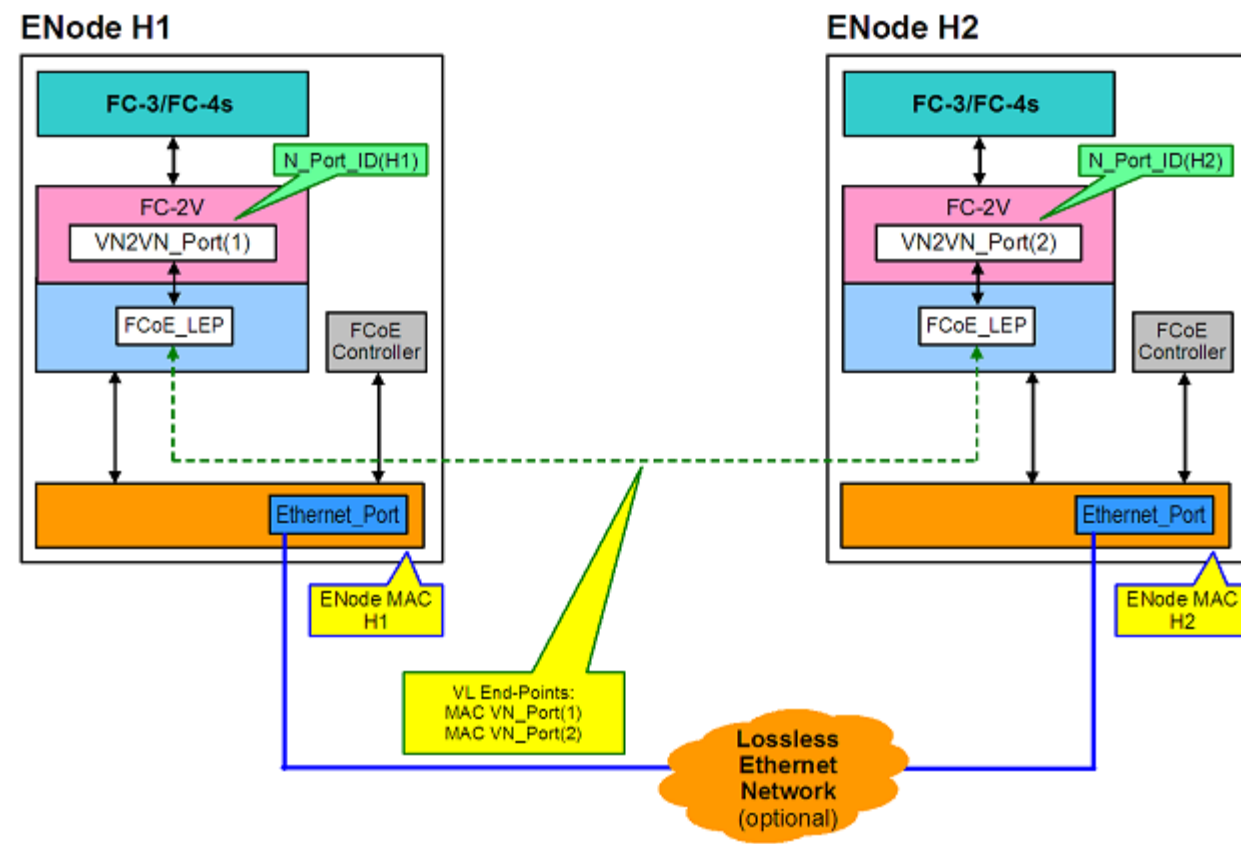 ENode H1
ENode H2
FC-3/FC-4s
FC-3/FC-4s
N_Port_ID(H1)
N_Port_ID(H2)
FC-2V
FC-2V
VN2VN_Port(1)
VN2VN_Port(2)
FCoE_LEP
FCoE
Controller
FCoE_LEP
FCoE
Controller
Ethernet_Port
Ethernet_Port
ENode MAC
H1
ENode MAC
H2
VL End-Points:
MAC VN_Port(1)
MAC VN_Port(2)
Lossless
Ethernet
Network
(optional)